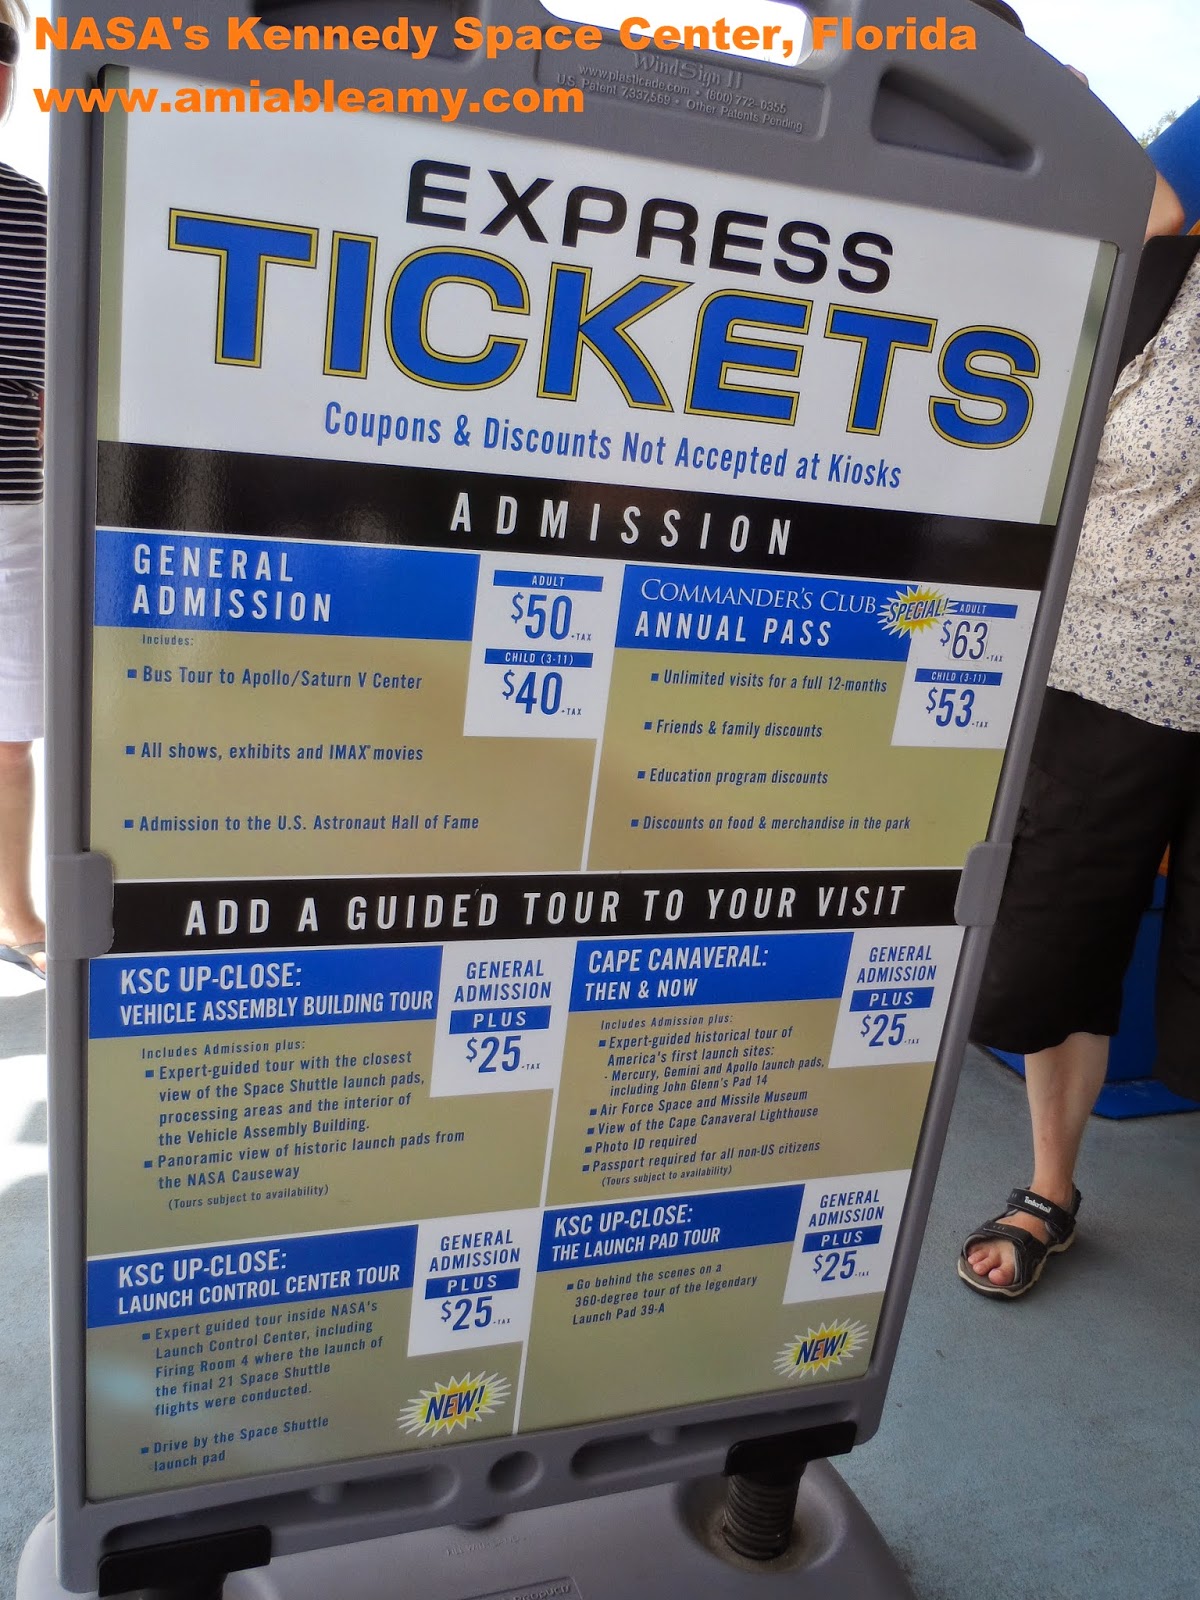 NASA's Kennedy Space Center, Florida
www.amiableamy.com
WindSign II
www.plasticade.com • (800) 772-0355
U.S. Patent 7,337,569 • Other Patents Pending
EXPRESS
TICKETS
Coupons & Discounts Not Accepted at Kiosks
ADMISSION
GENERAL
ADMISSION
ADULT
$50+TAX
CHILD (3-11)
$40+TAX
Includes:
▪ Bus Tour to Apollo/Saturn V Center
▪ All shows, exhibits and IMAX® movies
▪ Admission to the U.S. Astronaut Hall of Fame
COMMANDER'S CLUB
ANNUAL PASS
SPECIAL!
ADULT
$63+TAX
CHILD (3-11)
$53+TAX
▪ Unlimited visits for a full 12-months
▪ Friends & family discounts
▪ Education program discounts
▪ Discounts on food & merchandise in the park
ADD A GUIDED TOUR TO YOUR VISIT
KSC UP-CLOSE:
VEHICLE ASSEMBLY BUILDING TOUR
GENERAL
ADMISSION
PLUS
$25+TAX
Includes Admission plus:
▪ Expert-guided tour with the closest
view of the Space Shuttle launch pads,
processing areas and the interior of
the Vehicle Assembly Building.
▪ Panoramic view of historic launch pads from
the NASA Causeway
(Tours subject to availability)
CAPE CANAVERAL:
THEN & NOW
GENERAL
ADMISSION
PLUS
$25+TAX
Includes Admission plus:
▪ Expert-guided historical tour of
America's first launch sites:
- Mercury, Gemini and Apollo launch pads,
including John Glenn's Pad 14
▪ Air Force Space and Missile Museum
▪ View of the Cape Canaveral Lighthouse
▪ Photo ID required
▪ Passport required for all non-US citizens
(Tours subject to availability)
KSC UP-CLOSE:
LAUNCH CONTROL CENTER TOUR
GENERAL
ADMISSION
PLUS
$25+TAX
▪ Expert guided tour inside NASA's
Launch Control Center, including
Firing Room 4 where the launch of
the final 21 Space Shuttle
flights were conducted.
▪ Drive by the Space Shuttle
launch pad
NEW!
KSC UP-CLOSE:
THE LAUNCH PAD TOUR
GENERAL
ADMISSION
PLUS
$25+TAX
▪ Go behind the scenes on a
360-degree tour of the legendary
Launch Pad 39-A
NEW!
Timberland